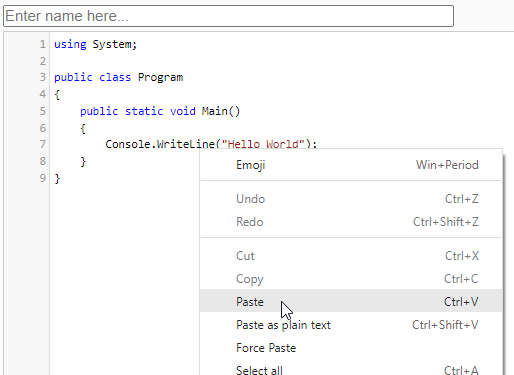 Enter name here...
1 using System;
2
3 public class Program
4 {
5 public static void Main()
6 {
7 Console.WriteLine("Hello World");
8 }
9 }
Emoji Win+Period
Undo Ctrl+Z
Redo Ctrl+Shift+Z
Cut Ctrl+X
Copy Ctrl+C
Paste Ctrl+V
Paste as plain text Ctrl+Shift+V
Force Paste
Select all Ctrl+A